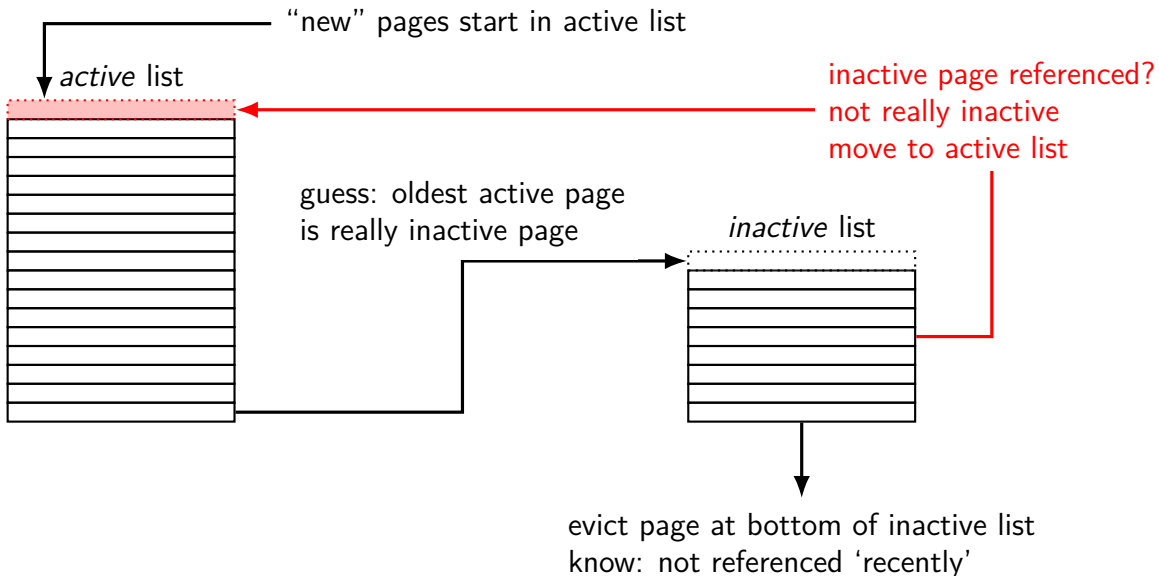 “new” pages start in active list
active list
inactive page referenced?
not really inactive
move to active list
guess: oldest active page
is really inactive page
inactive list
evict page at bottom of inactive list
know: not referenced ‘recently’